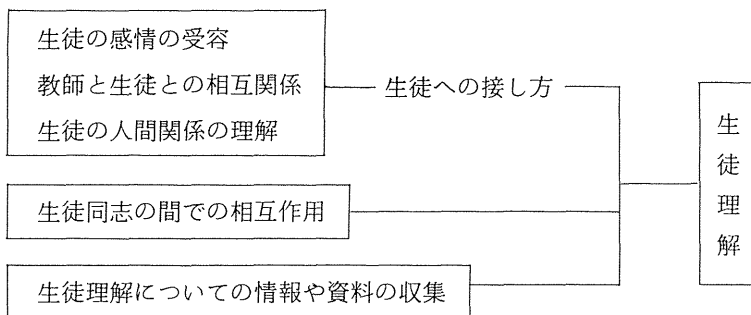 生徒の感情の受容
教師と生徒との相互関係
生徒の人間関係の理解
生徒への接し方
生徒同志の間での相互作用
生徒理解についての情報や資料の収集
生徒理解